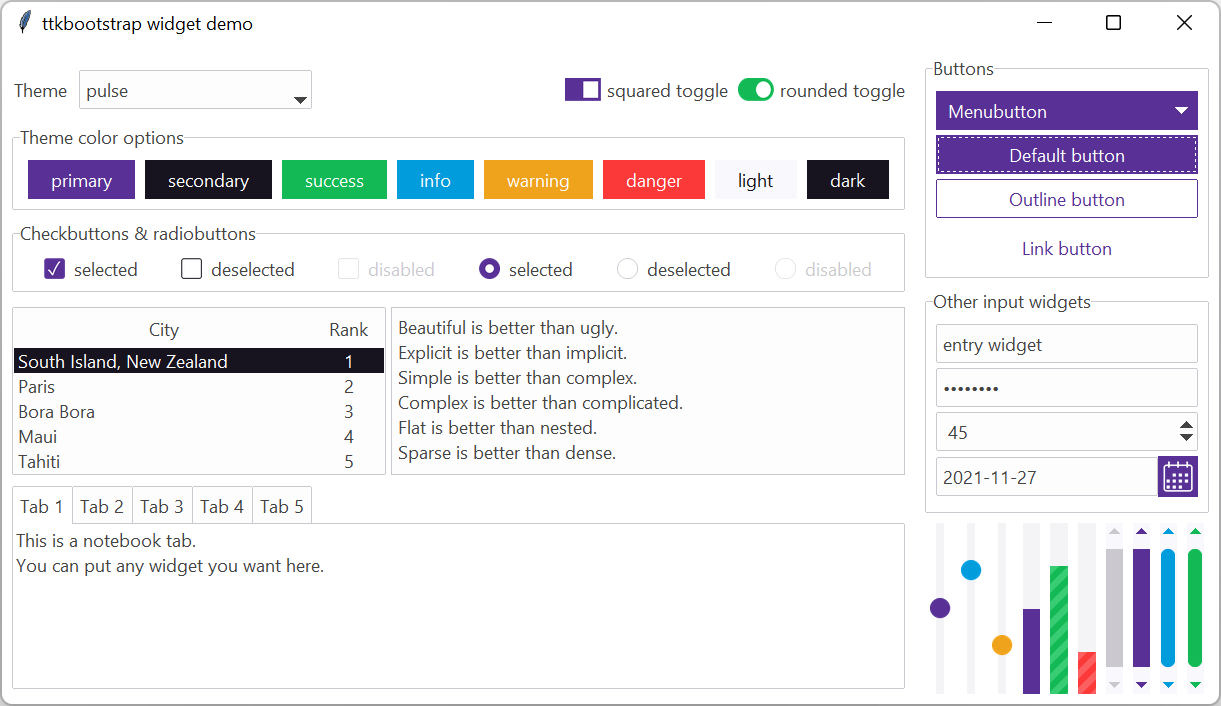 ttkbootstrap widget demo
Theme pulse squared toggle rounded toggle
Theme color options
primary secondary success info warning danger light dark
Checkbuttons & radiobuttons
selected deselected disabled selected deselected disabled
City Rank
South Island, New Zealand 1
Paris 2
Bora Bora 3
Maui 4
Tahiti 5
Beautiful is better than ugly.
Explicit is better than implicit.
Simple is better than complex.
Complex is better than complicated.
Flat is better than nested.
Sparse is better than dense.
Tab 1 Tab 2 Tab 3 Tab 4 Tab 5
This is a notebook tab.
You can put any widget you want here.
Buttons
Menubutton
Default button
Outline button
Link button
Other input widgets
entry widget
••••••••
45
2021-11-27